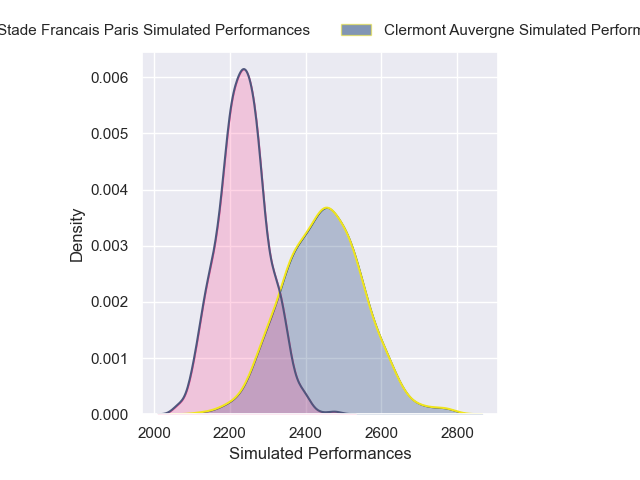 Stade Francais Paris Simulated Performances
Clermont Auvergne Simulated Perform
0.006
0.005
0.004
0.003
0.002
0.001
0.000
Density
2000 2200 2400 2600 2800
Simulated Performances